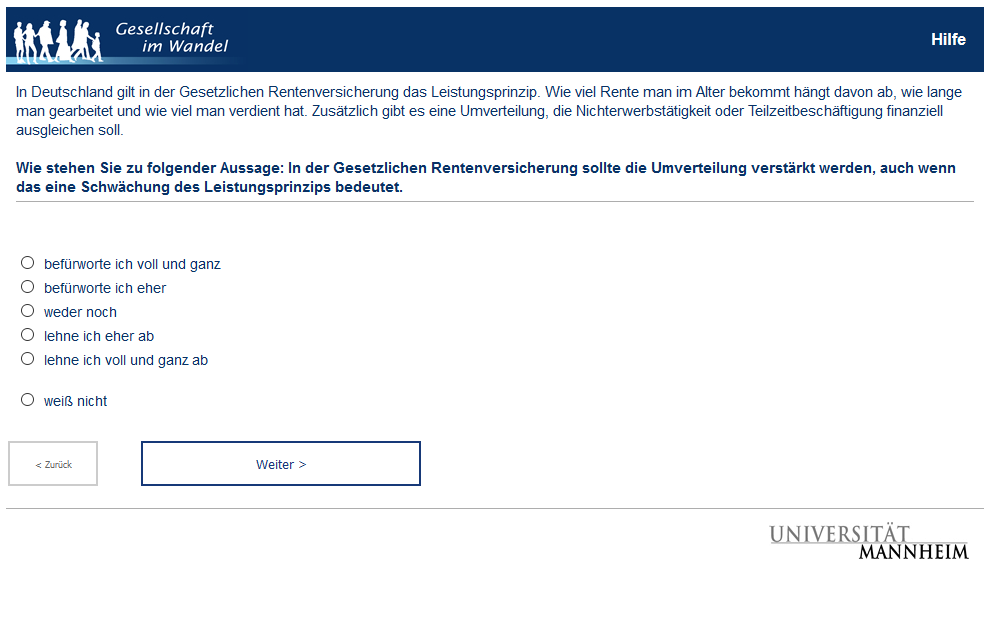 Gesellschaft
im Wandel
Hilfe
In Deutschland gilt in der Gesetzlichen Rentenversicherung das Leistungsprinzip. Wie viel Rente man im Alter bekommt hängt davon ab, wie lange
man gearbeitet und wie viel man verdient hat. Zusätzlich gibt es eine Umverteilung, die Nichterwerbstätigkeit oder Teilzeitbeschäftigung finanziell
ausgleichen soll.
Wie stehen Sie zu folgender Aussage: In der Gesetzlichen Rentenversicherung sollte die Umverteilung verstärkt werden, auch wenn
das eine Schwächung des Leistungsprinzips bedeutet.
befürworte ich voll und ganz
befürworte ich eher
weder noch
lehne ich eher ab
lehne ich voll und ganz ab
weiß nicht
< Zurück
Weiter >
UNIVERSITÄT
MANNHEIM